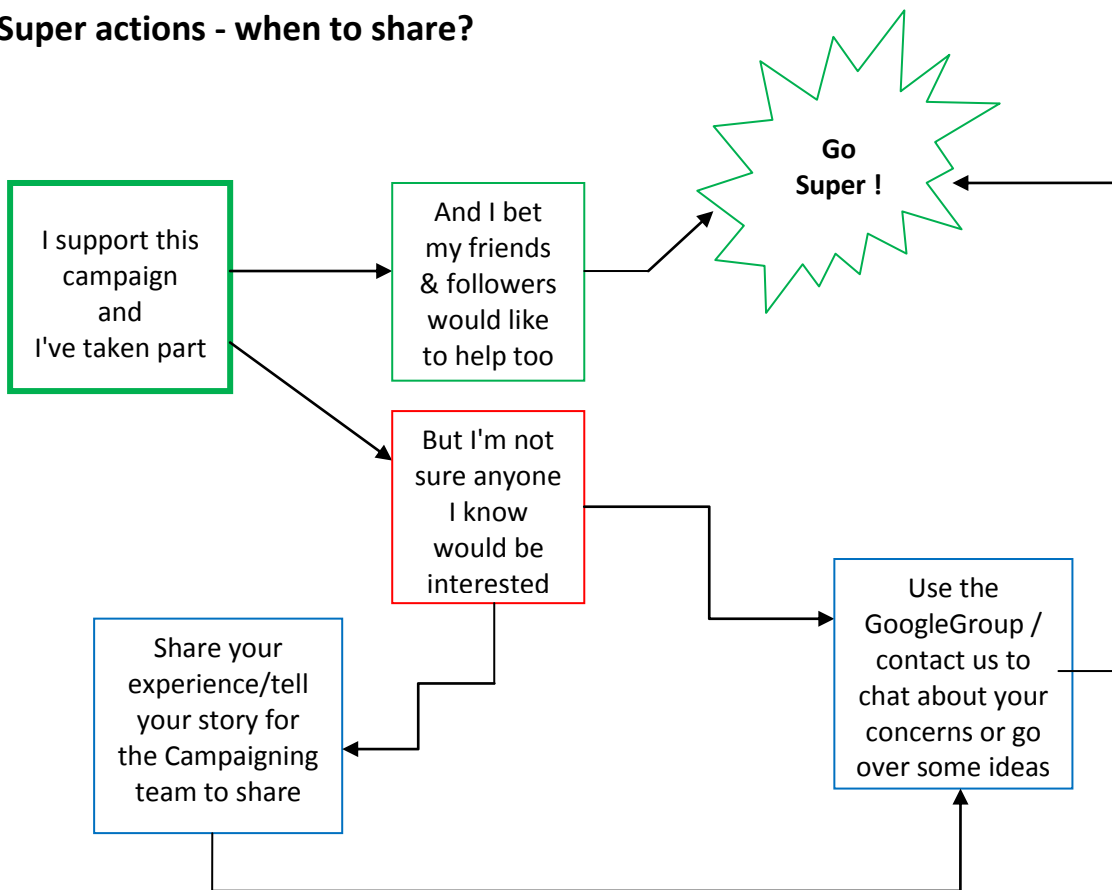 Super actions - when to share?
Go
Super !
I support this
campaign
and
I've taken part
And I bet
my friends
& followers
would like
to help too
But I'm not
sure anyone
I know
would be
interested
Use the
GoogleGroup /
contact us to
chat about your
concerns or go
over some ideas
Share your
experience/tell
your story for
the Campaigning
team to share